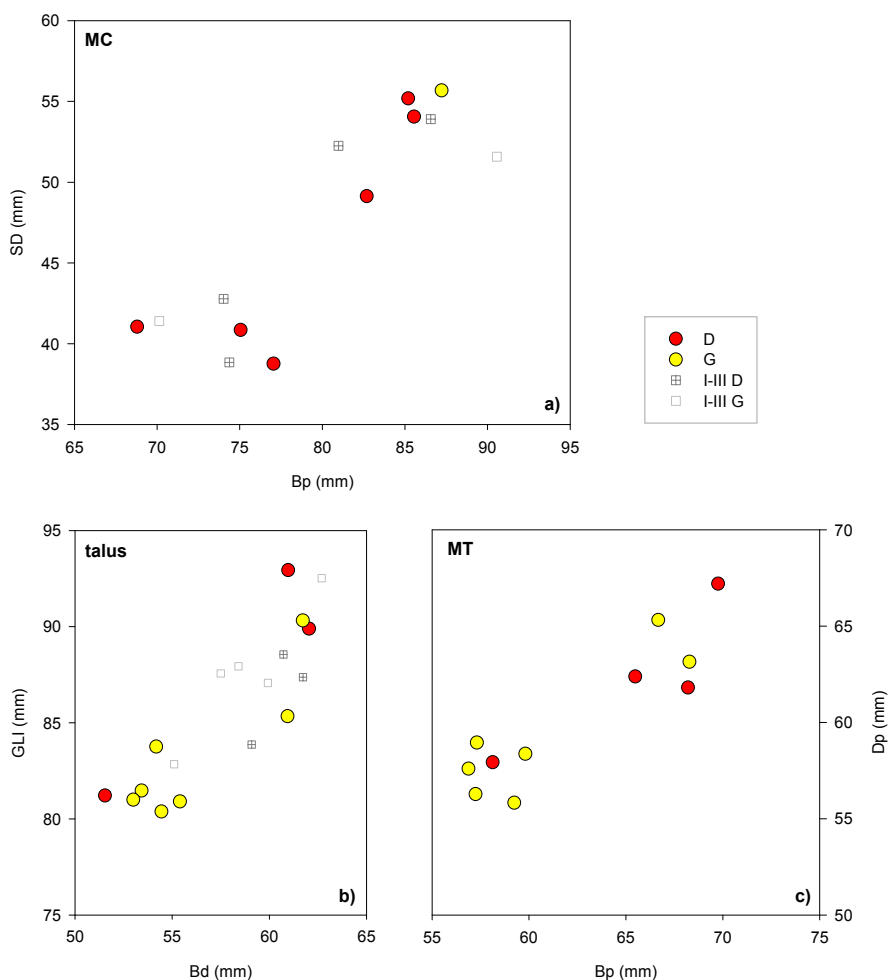 60
MC
55
50
SD (mm)
45
40
35
a)
65 70 75 80 85 90 95
Bp (mm)
D
G
I-III D
I-III G
95
talus
90
85
GLI (mm)
80
75
b)
50 55 60 65
Bd (mm)
MT
70
65
60
Dp (mm)
55
50
c)
55 60 65 70 75
Bp (mm)